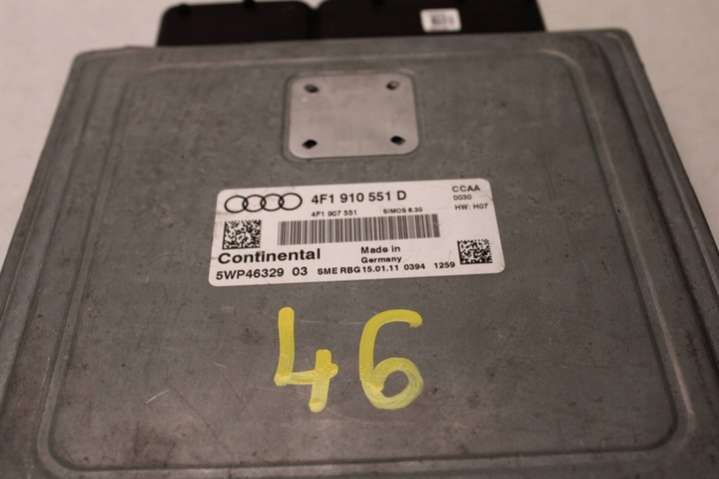 4F1 910 551 D
CCAA
4F1 907 551 SIMOS 8.30 0030
HW: H07
Continental Made in
Germany
5WP46329 03 SME RBG 15.01.11 0394 1259
46